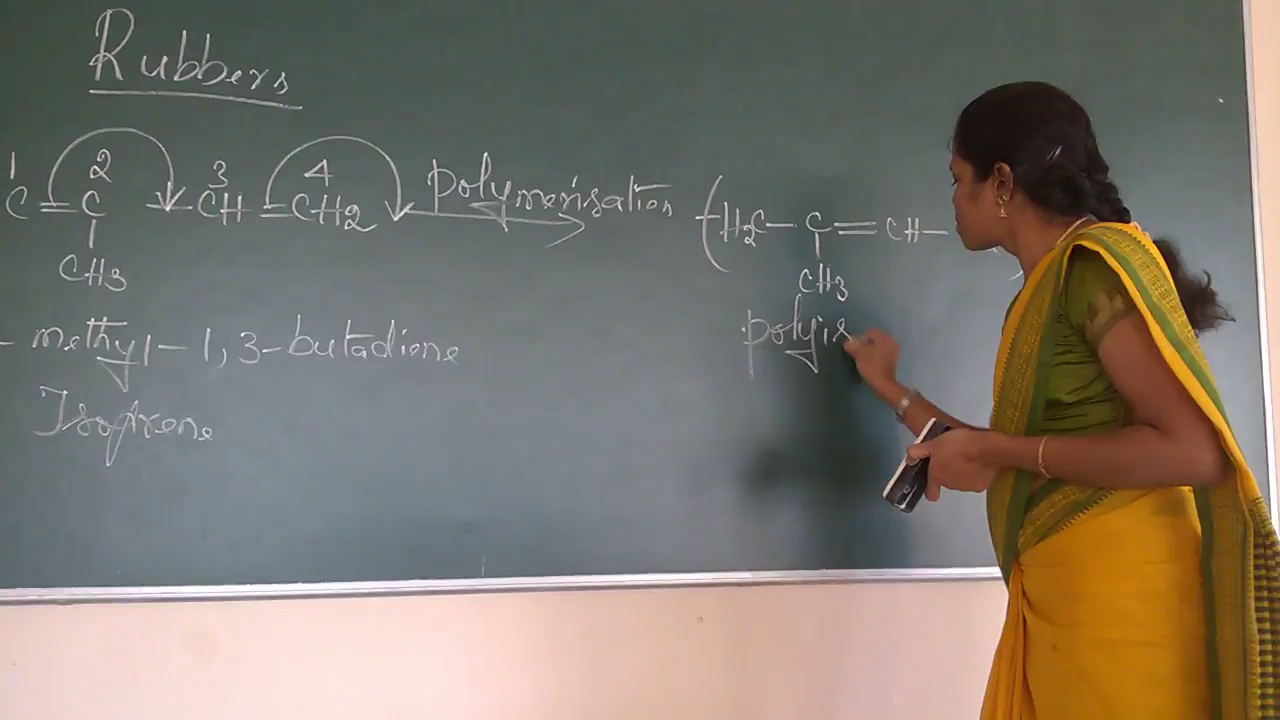 Rubbers
1 2 3 4
C = C - CH = CH2 polymerisation (H2C - C = CH -
CH3 CH3
- methyl - 1, 3 - butadiene polyis
Isoprene